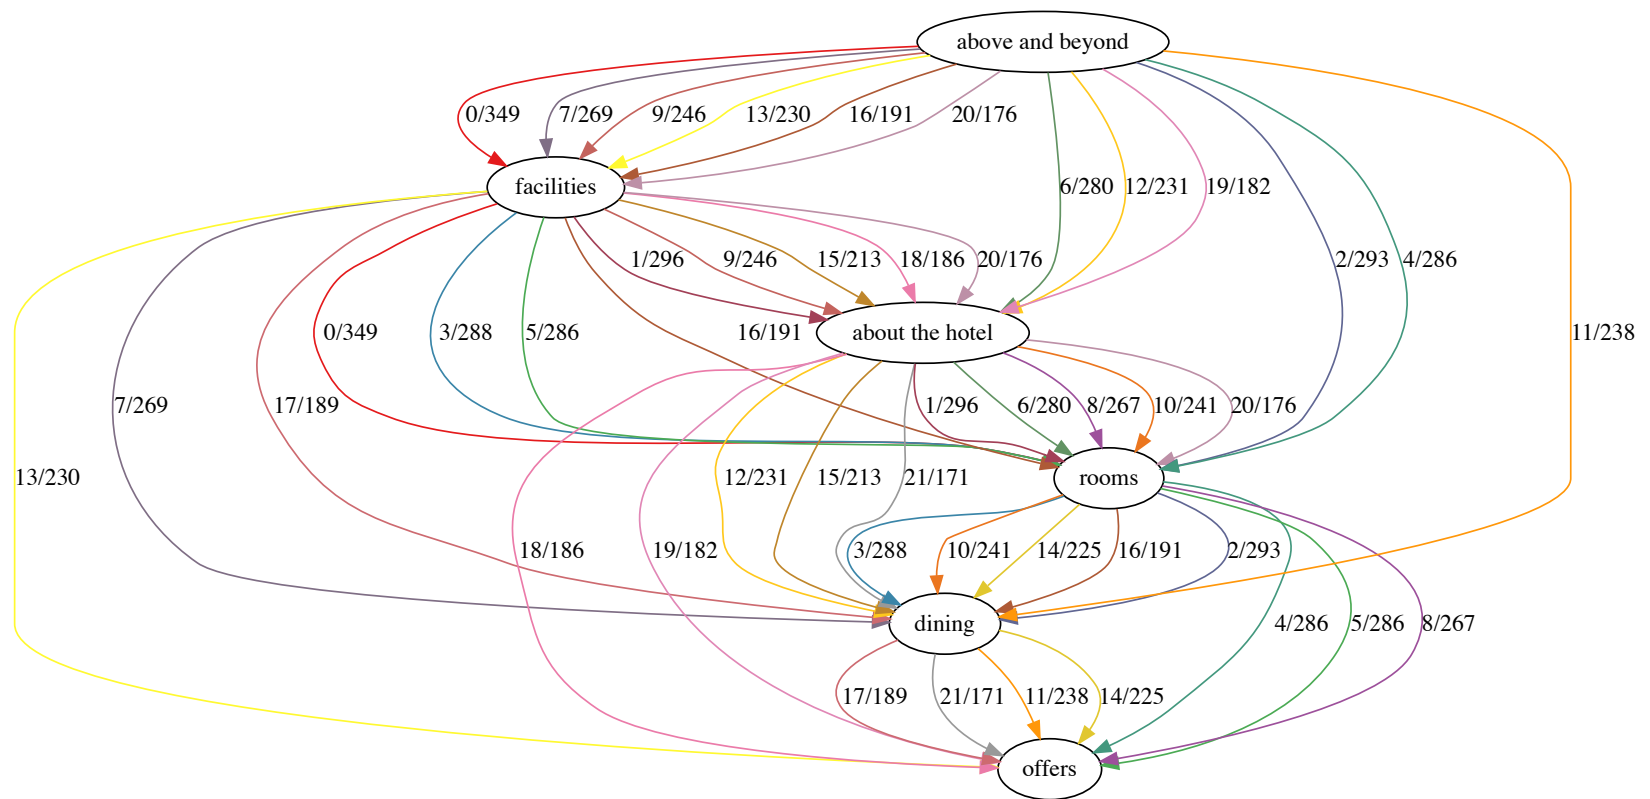 above and beyond
0/349 7/269 9/246 13/230 16/191 20/176
facilities 6/280 12/231 19/182
1/296 9/246 15/213 18/186 20/176 2/293 4/286
0/349 3/288 5/286 16/191 about the hotel 11/238
7/269 17/189 1/296 6/280 8/267 10/241 20/176
13/230 12/231 15/213 21/171 rooms
18/186 19/182 3/288 10/241 14/225 16/191 2/293
dining 4/286 5/286 8/267
17/189 21/171 11/238 14/225
offers